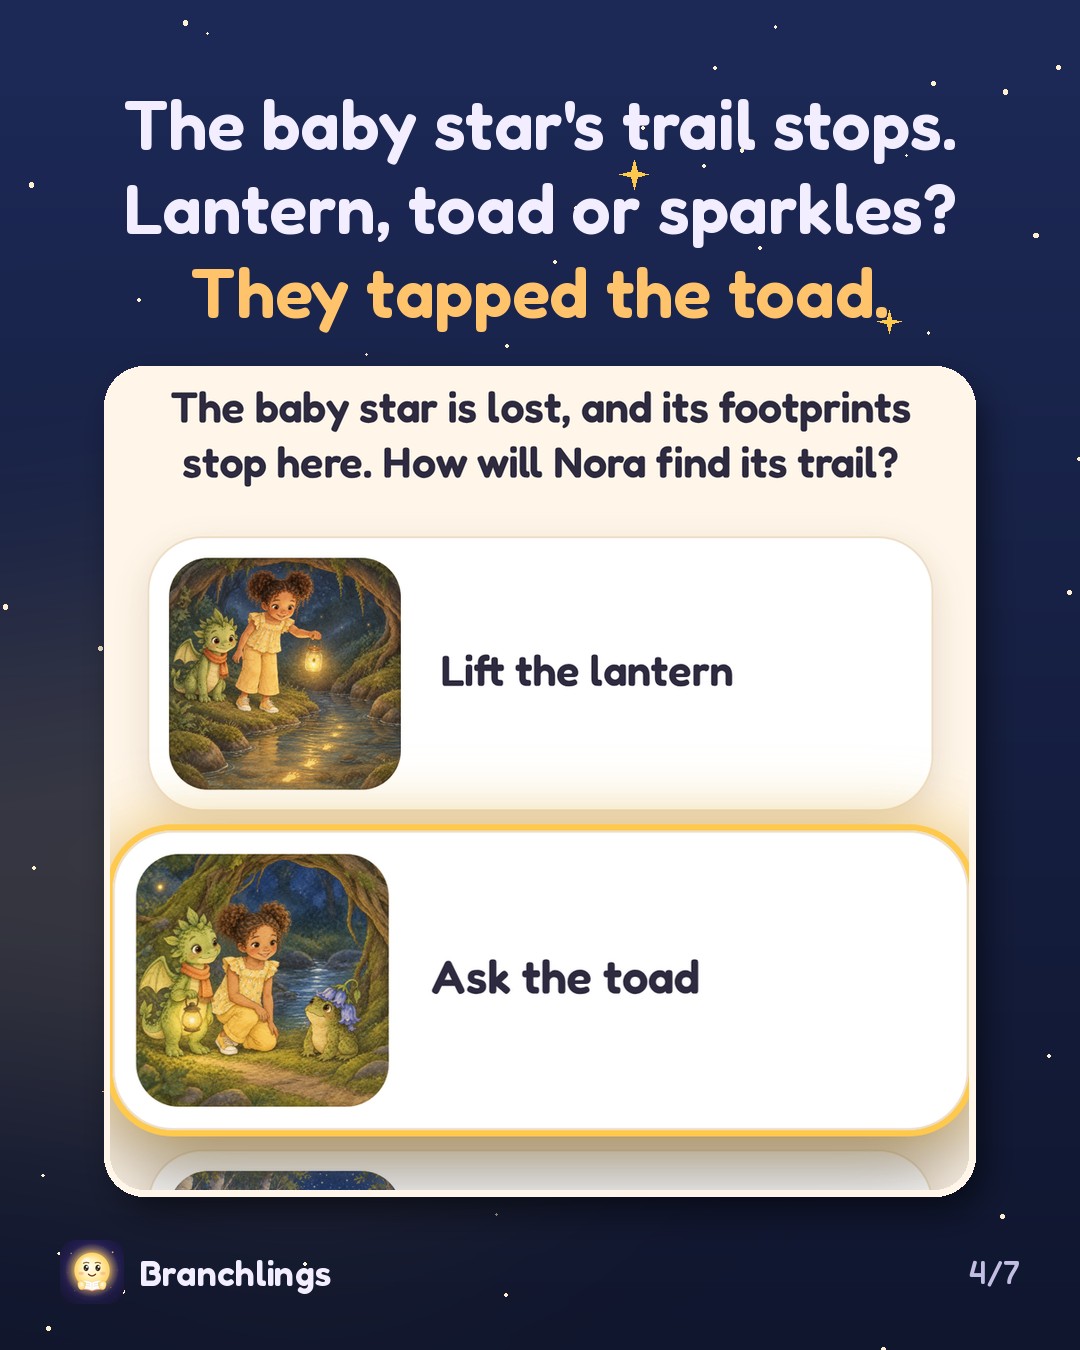 The baby star's trail stops.
Lantern, toad or sparkles?
They tapped the toad.
The baby star is lost, and its footprints
stop here. How will Nora find its trail?
Lift the lantern
Ask the toad
Branchlings
4/7